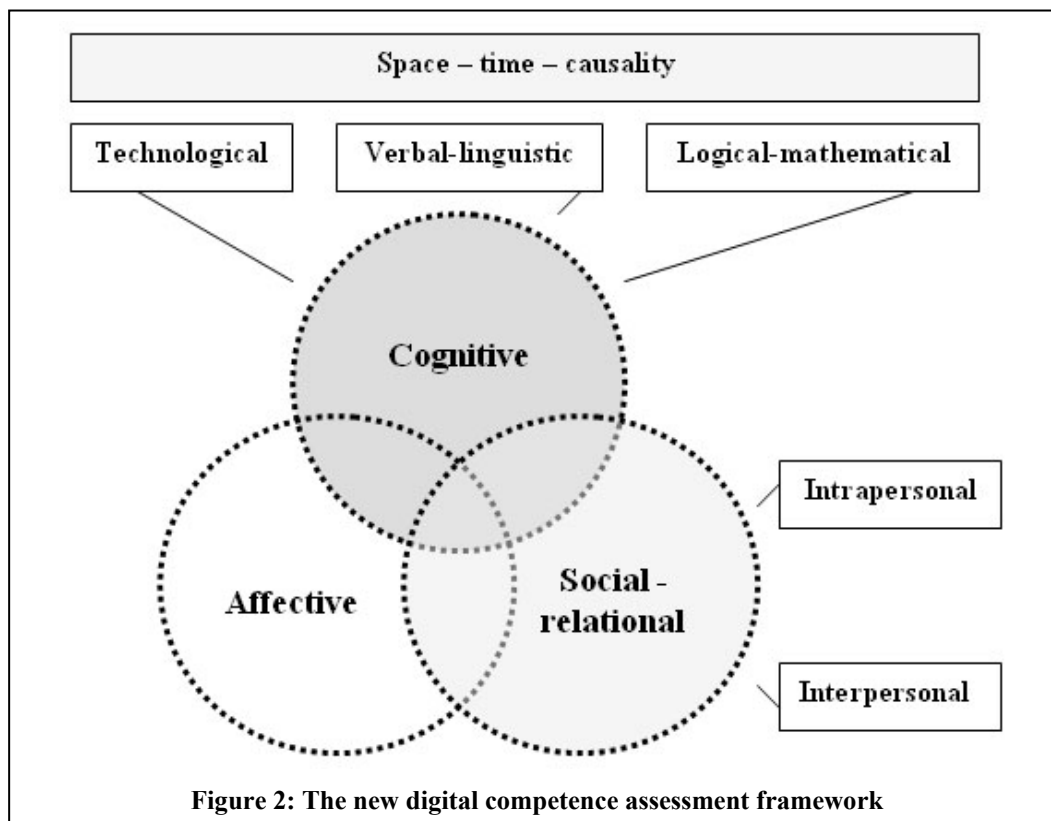 Space – time – causality
Technological
Verbal-linguistic
Logical-mathematical
Cognitive
Intrapersonal
Affective
Social -
relational
Interpersonal
Figure 2: The new digital competence assessment framework